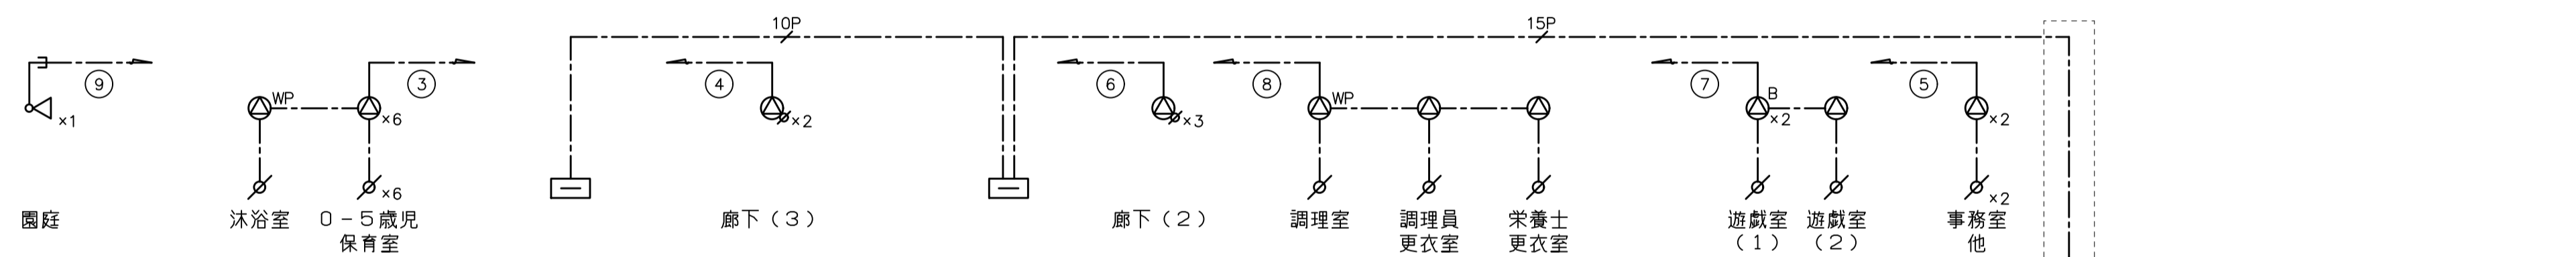 10P
15P
⑨
③
④
⑥
⑧
⑦
⑤
WP
WP
B
×1
×6
×2
×3
×2
×2
×6
×2
園庭
沐浴室
0-5歳児
保育室
廊下(3)
廊下(2)
調理室
調理員
更衣室
栄養士
更衣室
遊戯室
(1)
遊戯室
(2)
事務室
他